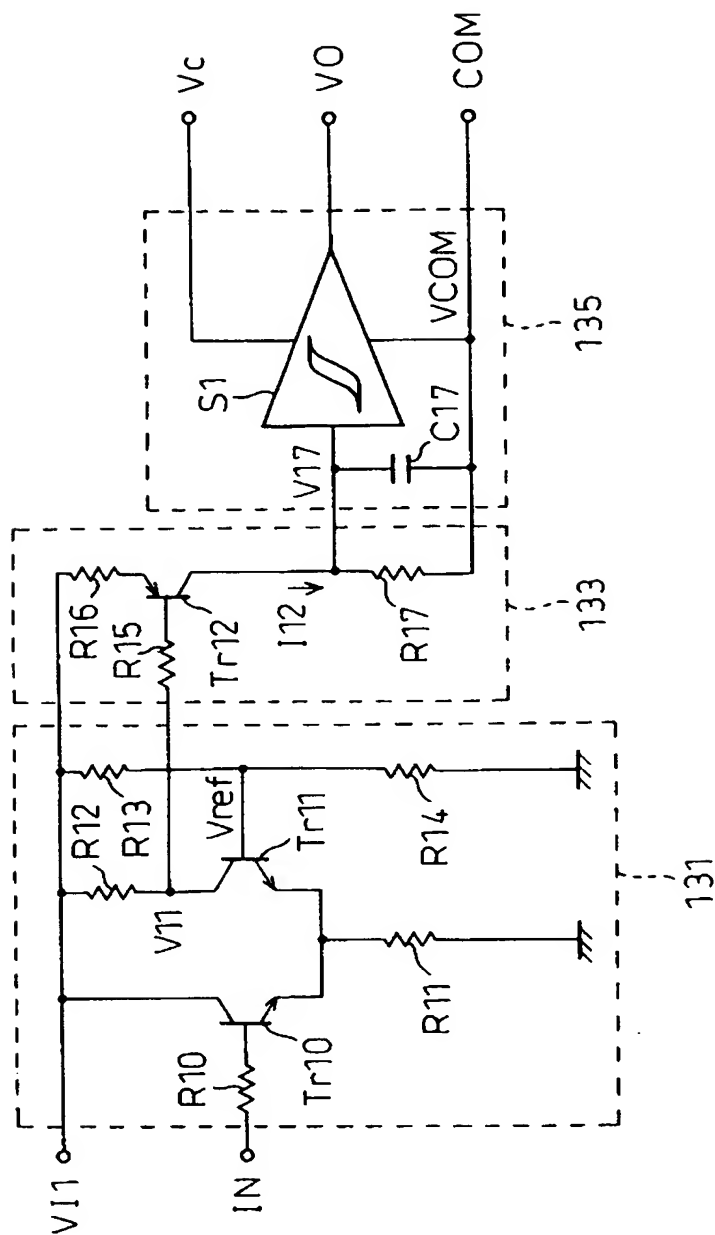 VI1
IN
R10
Tr10
R11
R12
R13
V11
Vref
Tr11
R14
131
R15
R16
Tr12
I12
R17
133
V17
S1
C17
VCOM
135
Vc
VO
COM